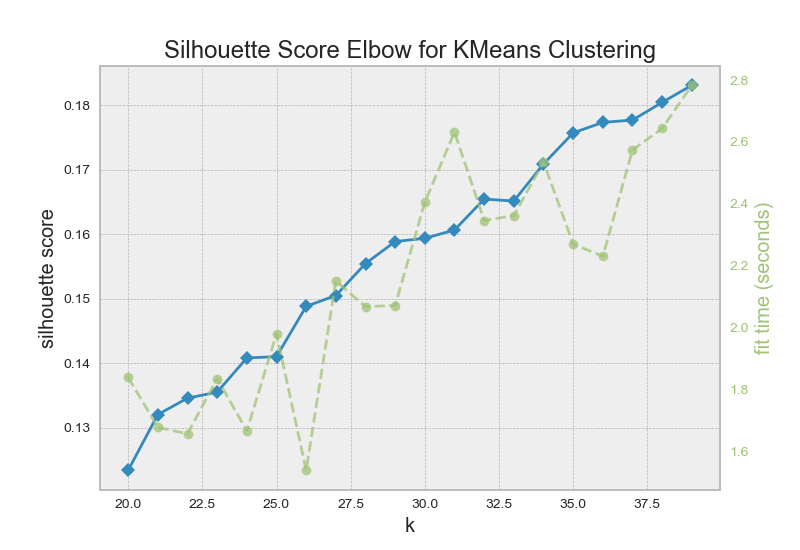 Silhouette Score Elbow for KMeans Clustering
silhouette score
0.18
0.17
0.16
0.15
0.14
0.13
2.8
2.6
2.4
2.2
2.0
1.8
1.6
fit time (seconds)
20.0 22.5 25.0 27.5 30.0 32.5 35.0 37.5
k